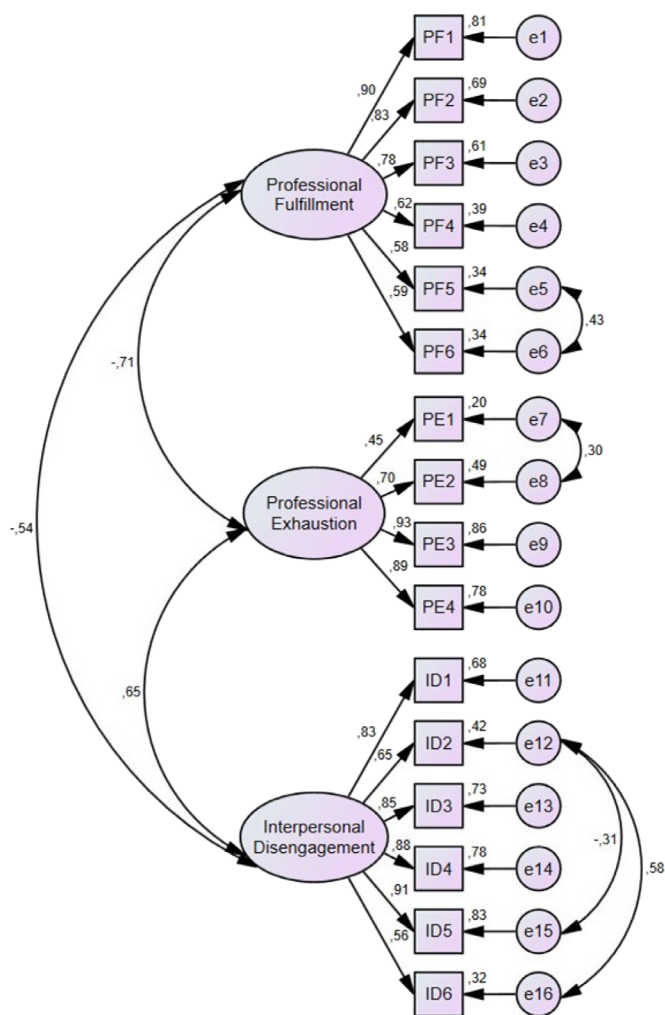 ,81
PF1
e1
,90
,69
PF2
e2
,83
,61
PF3
e3
,78
Professional
Fulfillment
,62
,39
PF4
e4
,58
,34
PF5
e5
,59
,43
,34
PF6
e6
-,71
,20
PE1
e7
,45
,30
,49
PE2
e8
,70
Professional
Exhaustion
,93
,86
PE3
e9
,89
,78
PE4
e10
-,54
,68
ID1
e11
,65
,83
,42
ID2
e12
,65
,73
ID3
e13
,85
Interpersonal
Disengagement
-,31
,88
,78
ID4
e14
,58
,91
,83
ID5
e15
,56
,32
ID6
e16